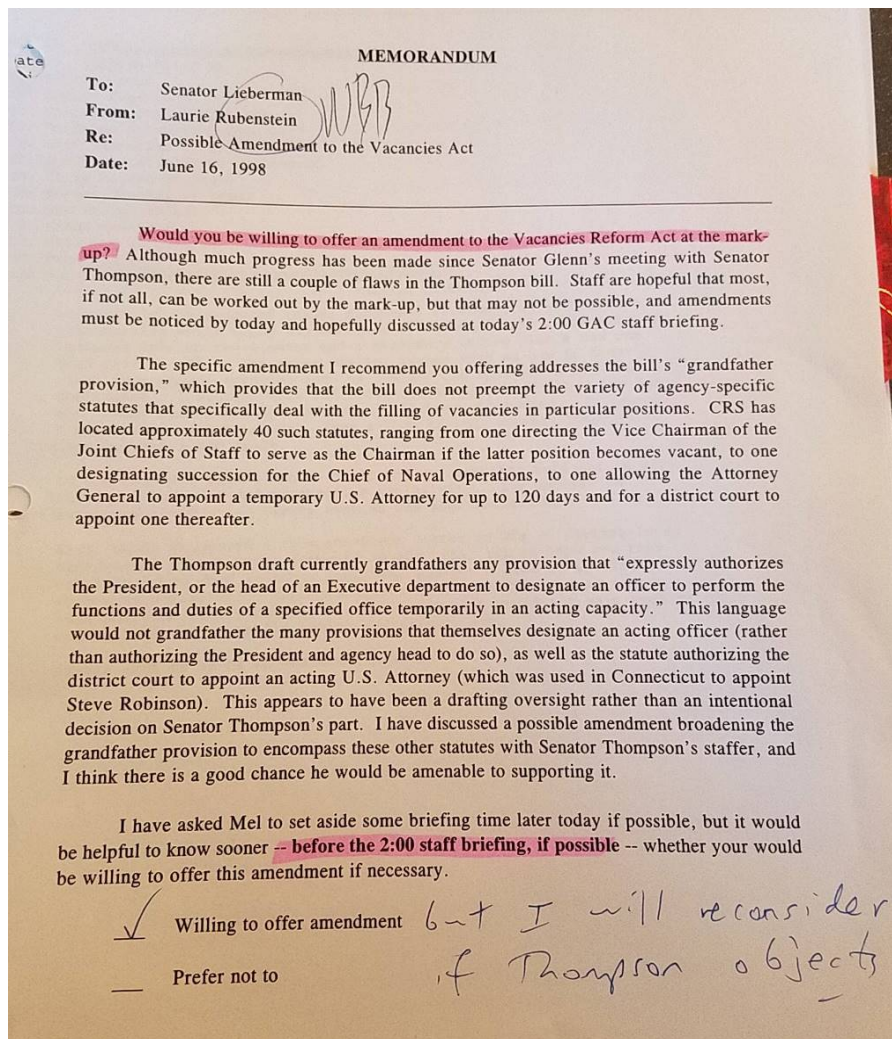 ate
MEMORANDUM
To: Senator Lieberman
From: Laurie Rubenstein
Re: Possible Amendment to the Vacancies Act
Date: June 16, 1998
Would you be willing to offer an amendment to the Vacancies Reform Act at the mark-
up? Although much progress has been made since Senator Glenn's meeting with Senator
Thompson, there are still a couple of flaws in the Thompson bill. Staff are hopeful that most,
if not all, can be worked out by the mark-up, but that may not be possible, and amendments
must be noticed by today and hopefully discussed at today's 2:00 GAC staff briefing.
The specific amendment I recommend you offering addresses the bill's "grandfather
provision," which provides that the bill does not preempt the variety of agency-specific
statutes that specifically deal with the filling of vacancies in particular positions. CRS has
located approximately 40 such statutes, ranging from one directing the Vice Chairman of the
Joint Chiefs of Staff to serve as the Chairman if the latter position becomes vacant, to one
designating succession for the Chief of Naval Operations, to one allowing the Attorney
General to appoint a temporary U.S. Attorney for up to 120 days and for a district court to
appoint one thereafter.
The Thompson draft currently grandfathers any provision that "expressly authorizes
the President, or the head of an Executive department to designate an officer to perform the
functions and duties of a specified office temporarily in an acting capacity." This language
would not grandfather the many provisions that themselves designate an acting officer (rather
than authorizing the President and agency head to do so), as well as the statute authorizing the
district court to appoint an acting U.S. Attorney (which was used in Connecticut to appoint
Steve Robinson). This appears to have been a drafting oversight rather than an intentional
decision on Senator Thompson's part. I have discussed a possible amendment broadening the
grandfather provision to encompass these other statutes with Senator Thompson's staffer, and
I think there is a good chance he would be amenable to supporting it.
I have asked Mel to set aside some briefing time later today if possible, but it would
be helpful to know sooner -- before the 2:00 staff briefing, if possible -- whether your would
be willing to offer this amendment if necessary.
Willing to offer amendment but I will reconsider
Prefer not to if Thompson objects